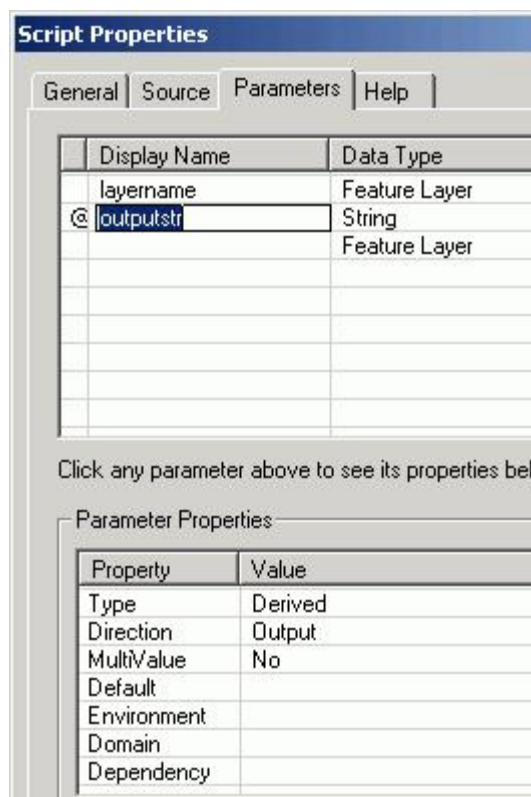 Script Properties
General Source Parameters Help
Display Name Data Type
layername Feature Layer
@ outputstr String
Feature Layer
Click any parameter above to see its properties bel
Parameter Properties
Property Value
Type Derived
Direction Output
MultiValue No
Default
Environment
Domain
Dependency